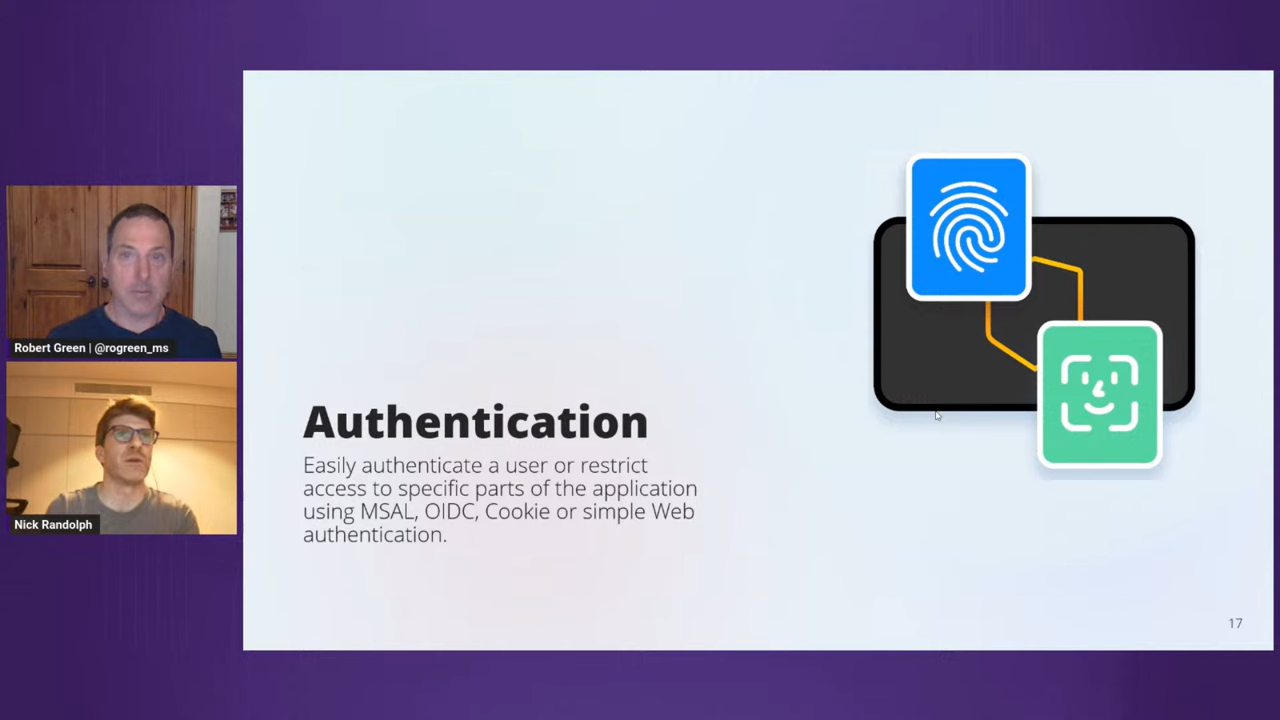 Robert Green | @rogreen_ms
Nick Randolph
Authentication
Easily authenticate a user or restrict
access to specific parts of the application
using MSAL, OIDC, Cookie or simple Web
authentication.
17